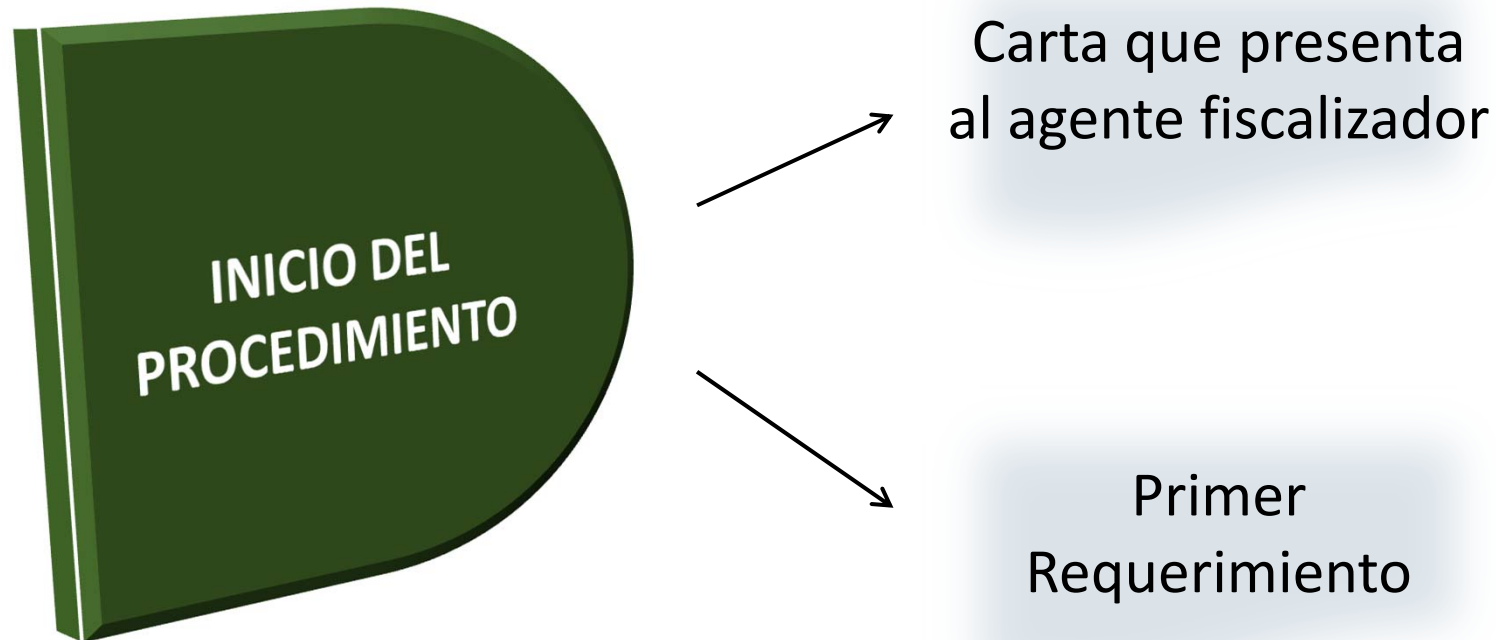 INICIO DEL
PROCEDIMIENTO
Carta que presenta
al agente fiscalizador
Primer
Requerimiento